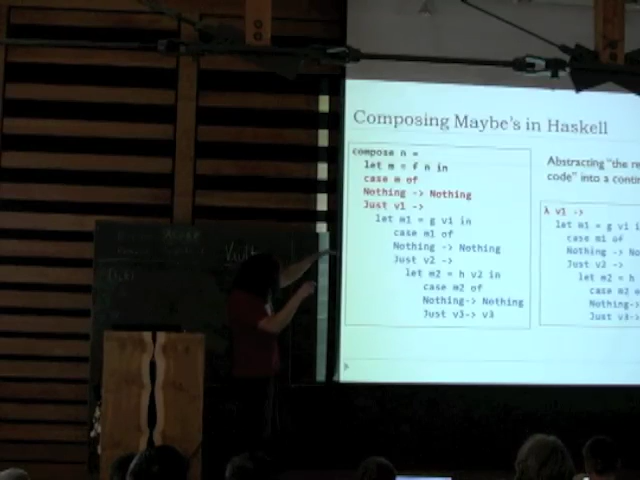 Composing Maybe's in Haskell
compose n =
let m = f n in
case m of
Nothing -> Nothing
Just v1 ->
let m1 = g v1 in
case m1 of
Nothing -> Nothing
Just v2 ->
let m2 = h v2 in
case m2 of
Nothing-> Nothing
Just v3-> v3
Abstracting "the re
code" into a contin
λ v1 ->
let m1 = g v1 i
case m1 of
Nothing -> No
Just v2 ->
let m2 = h
case m2 o
Nothing->
Just v3->